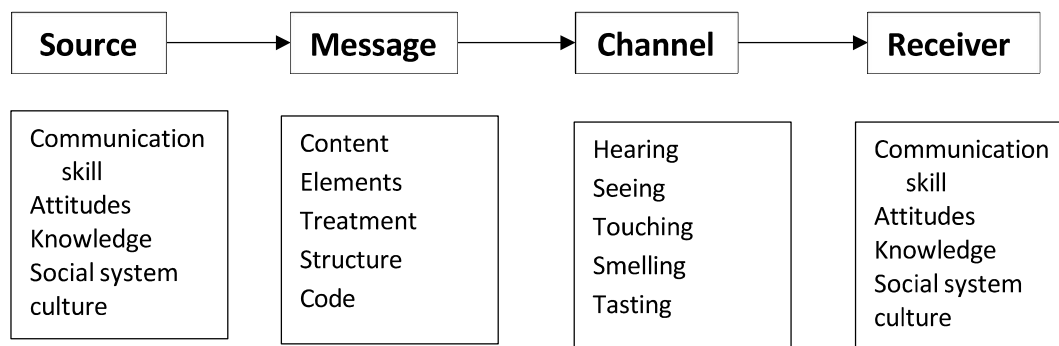 Source
Message
Channel
Receiver
Communication
skill
Attitudes
Knowledge
Social system
culture
Content
Elements
Treatment
Structure
Code
Hearing
Seeing
Touching
Smelling
Tasting
Communication
skill
Attitudes
Knowledge
Social system
culture